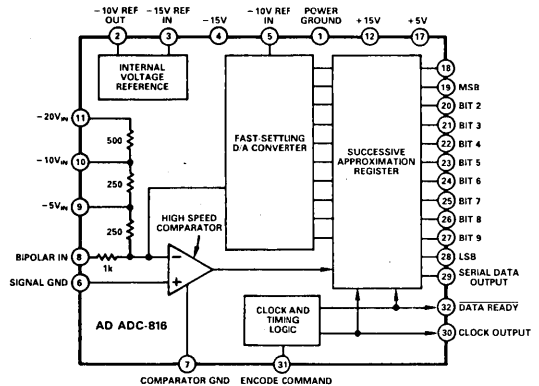 −10V REF OUT
−15V REF IN
−15V
−10V REF IN
POWER GROUND
+15V
+5V
2
3
4
5
1
12
17
INTERNAL VOLTAGE REFERENCE
18
19 MSB
20 BIT 2
21 BIT 3
22 BIT 4
23 BIT 5
24 BIT 6
25 BIT 7
26 BIT 8
27 BIT 9
28 LSB
29 SERIAL DATA OUTPUT
32 DATA READY
30 CLOCK OUTPUT
−20VIN 11
500
−10VIN 10
250
−5VIN 9
250
BIPOLAR IN 8
1k
SIGNAL GND 6
FAST-SETTLING D/A CONVERTER
SUCCESSIVE APPROXIMATION REGISTER
HIGH SPEED COMPARATOR
−
+
CLOCK AND TIMING LOGIC
AD ADC-816
7
31
COMPARATOR GND
ENCODE COMMAND